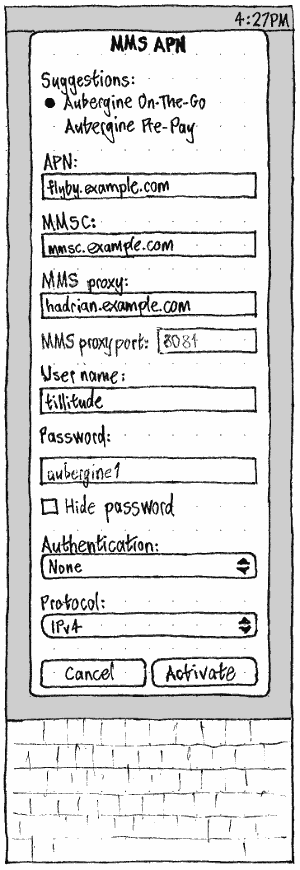 4:27PM
MMS APN
Suggestions:
Aubergine On-The-Go
Aubergine Pre-Pay
APN:
flyby.example.com
MMSC:
mmsc.example.com
MMS proxy:
hadrian.example.com
MMS proxy port: 8081
User name:
tillitude
Password:
aubergine1
Hide password
Authentication:
None
Protocol:
IPv4
Cancel Activate